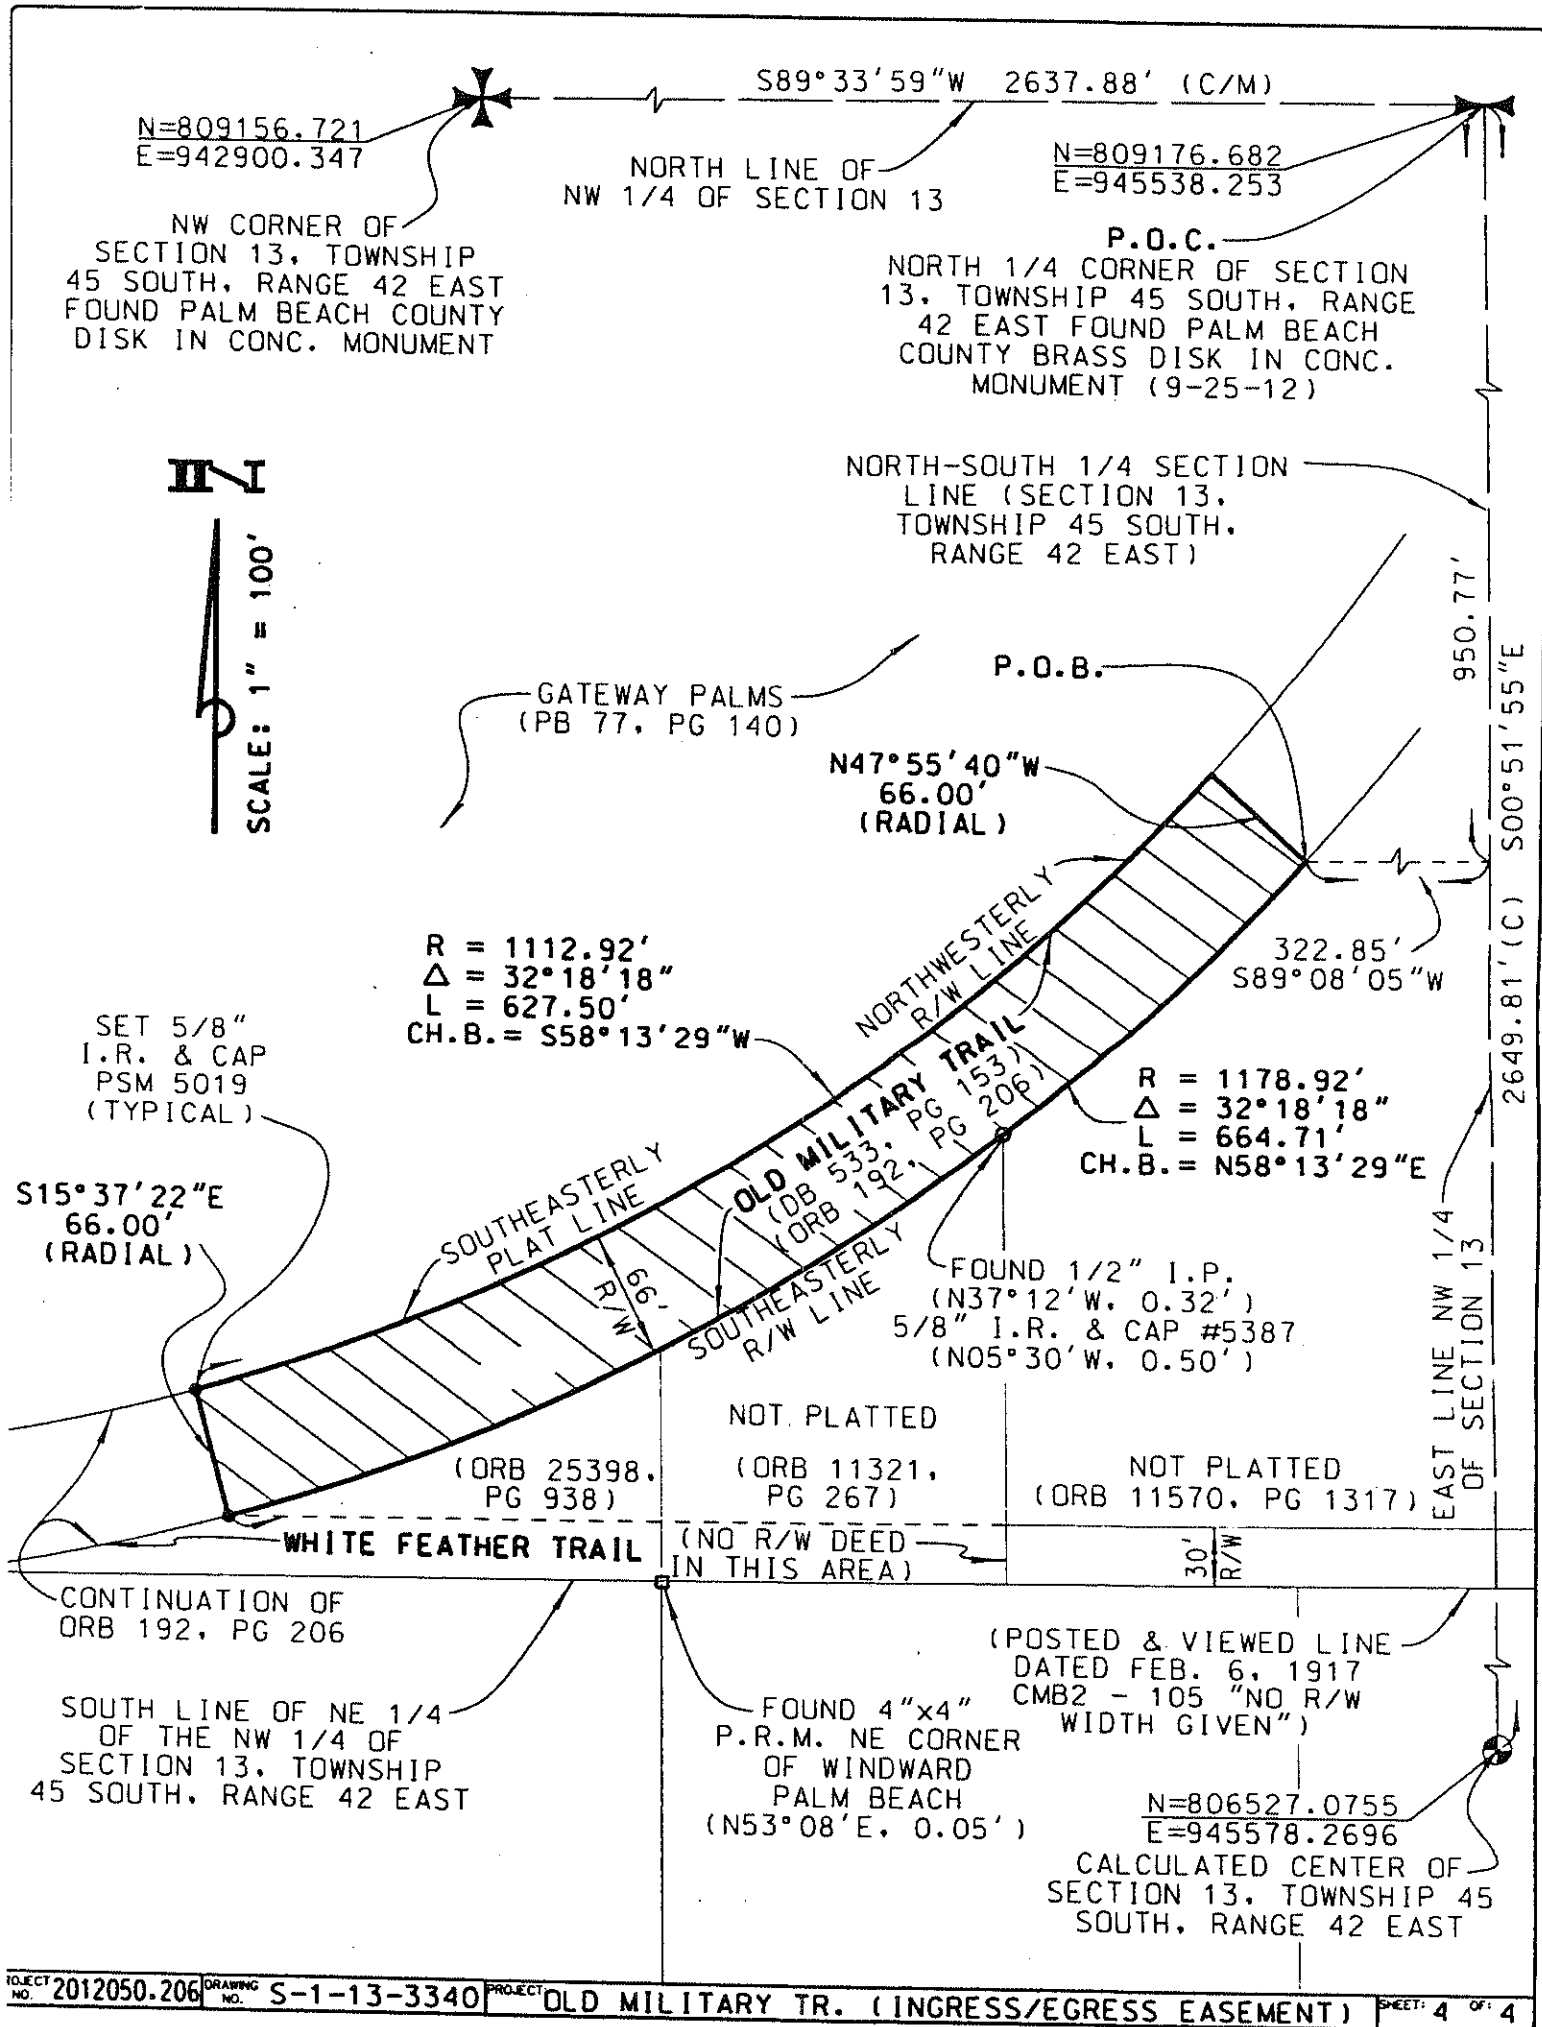 S89°33'59"W 2637.88' (C/M)
N=809156.721
E=942900.347
NORTH LINE OF
NW 1/4 OF SECTION 13
N=809176.682
E=945538.253
NW CORNER OF
SECTION 13, TOWNSHIP
45 SOUTH, RANGE 42 EAST
FOUND PALM BEACH COUNTY
DISK IN CONC. MONUMENT
P.O.C.
NORTH 1/4 CORNER OF SECTION
13, TOWNSHIP 45 SOUTH, RANGE
42 EAST FOUND PALM BEACH
COUNTY BRASS DISK IN CONC.
MONUMENT (9-25-12)
NORTH-SOUTH 1/4 SECTION
LINE (SECTION 13,
TOWNSHIP 45 SOUTH,
RANGE 42 EAST)
N
SCALE: 1" = 100'
950.77'
S00°51'55"E
2649.81' (C)
GATEWAY PALMS
(PB 77, PG 140)
P.O.B.
N47°55'40"W
66.00'
(RADIAL)
322.85'
S89°08'05"W
R = 1112.92'
Δ = 32°18'18"
L = 627.50'
CH.B.= S58°13'29"W
NORTHWESTERLY
R/W LINE
SET 5/8"
I.R. & CAP
PSM 5019
(TYPICAL)
OLD MILITARY TRAIL
(DB 533, PG 153)
(ORB 192, PG 206)
R = 1178.92'
Δ = 32°18'18"
L = 664.71'
CH.B.= N58°13'29"E
S15°37'22"E
66.00'
(RADIAL)
SOUTHEASTERLY
PLAT LINE
66'
R/W
SOUTHEASTERLY
R/W LINE
FOUND 1/2" I.P.
(N37°12'W, 0.32')
5/8" I.R. & CAP #5387
(N05°30'W, 0.50')
EAST LINE NW 1/4
OF SECTION 13
NOT PLATTED
(ORB 25398,
PG 938)
(ORB 11321,
PG 267)
NOT PLATTED
(ORB 11570, PG 1317)
WHITE FEATHER TRAIL
(NO R/W DEED
IN THIS AREA)
30'
R/W
CONTINUATION OF
ORB 192, PG 206
(POSTED & VIEWED LINE
DATED FEB. 6, 1917
CMB2 - 105 "NO R/W
WIDTH GIVEN")
SOUTH LINE OF NE 1/4
OF THE NW 1/4 OF
SECTION 13, TOWNSHIP
45 SOUTH, RANGE 42 EAST
FOUND 4"x4"
P.R.M. NE CORNER
OF WINDWARD
PALM BEACH
(N53°08'E, 0.05')
N=806527.0755
E=945578.2696
CALCULATED CENTER OF
SECTION 13, TOWNSHIP 45
SOUTH, RANGE 42 EAST
PROJECT NO. 2012050.206 DRAWING NO. S-1-13-3340 PROJECT: OLD MILITARY TR. (INGRESS/EGRESS EASEMENT) SHEET: 4 OF: 4